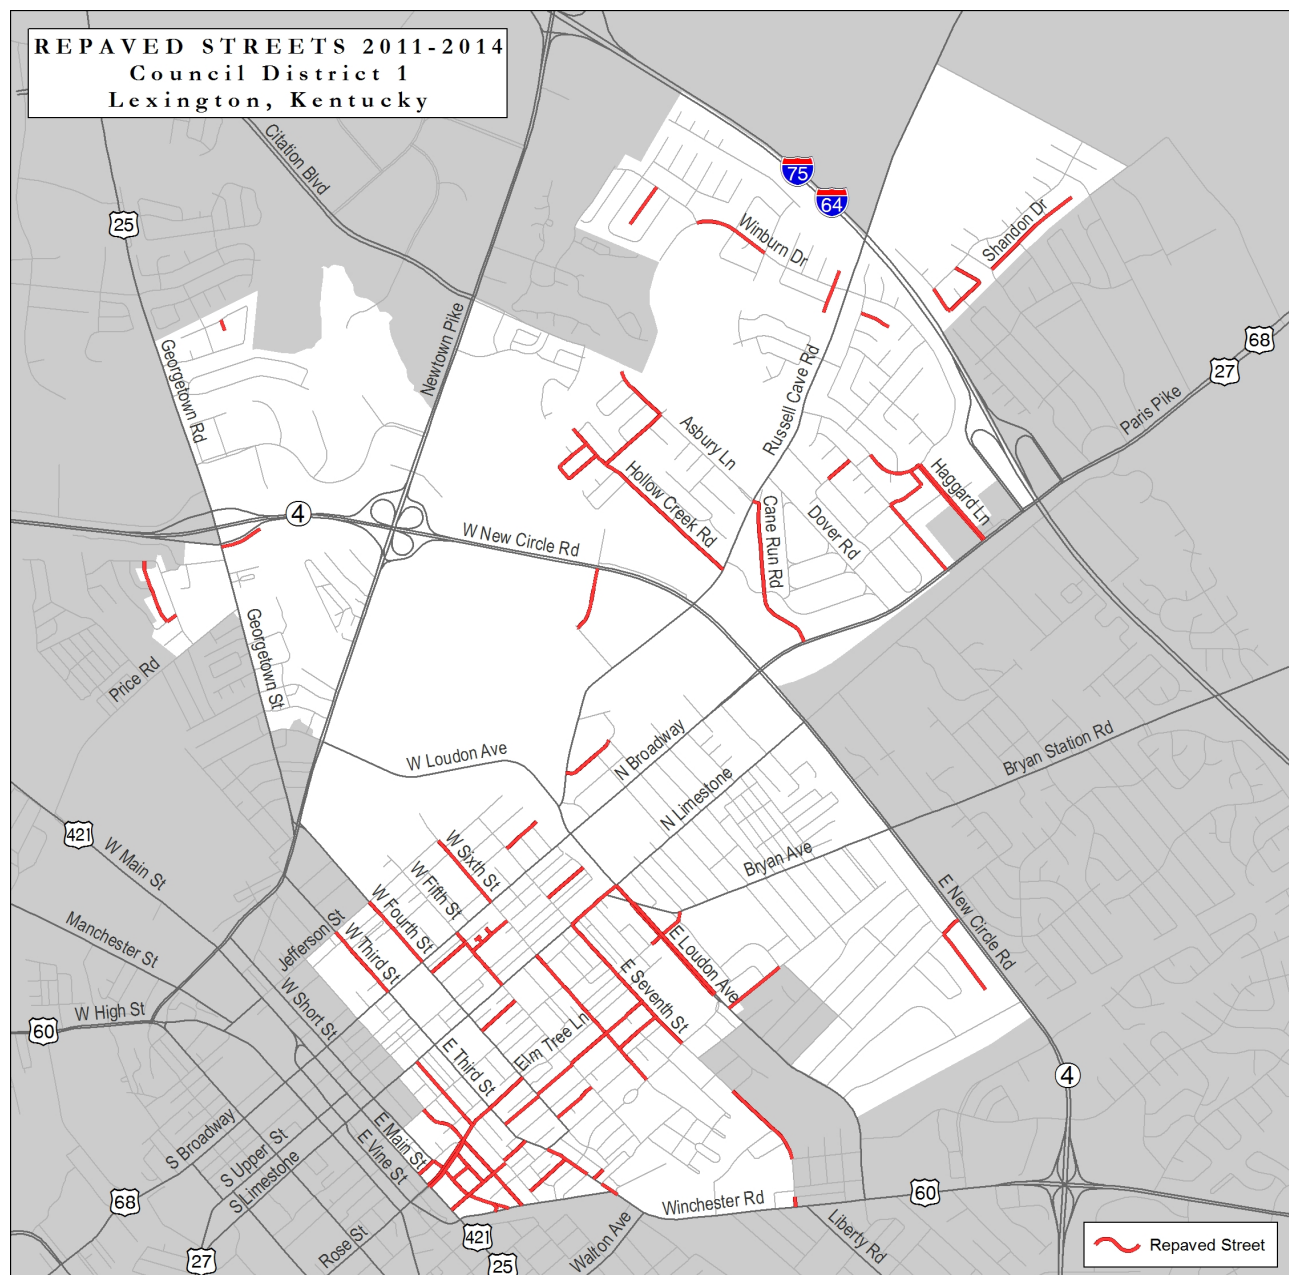 REPAVED STREETS 2011-2014
Council District 1
Lexington, Kentucky
Citation Blvd
75
64
25
Winburn Dr
Shandon Dr
Newtown Pike
Georgetown Rd
Russell Cave Rd
68
27
Paris Pike
Asbury Ln
Hollow Creek Rd
Haggard Ln
Cane Run Rd
Dover Rd
4
W New Circle Rd
Georgetown St
Price Rd
W Loudon Ave
N Broadway
N Limestone
Bryan Station Rd
Bryan Ave
421
W Main St
W Sixth St
W Fifth St
W Fourth St
W Third St
Jefferson St
Manchester St
W High St
60
W Short St
E Loudon Ave
E Seventh St
E New Circle Rd
Elm Tree Ln
E Third St
E Main St
E Vine St
4
S Broadway
S Upper St
S Limestone
68
27
Rose St
421
25
Walton Ave
Winchester Rd
60
Liberty Rd
Repaved Street